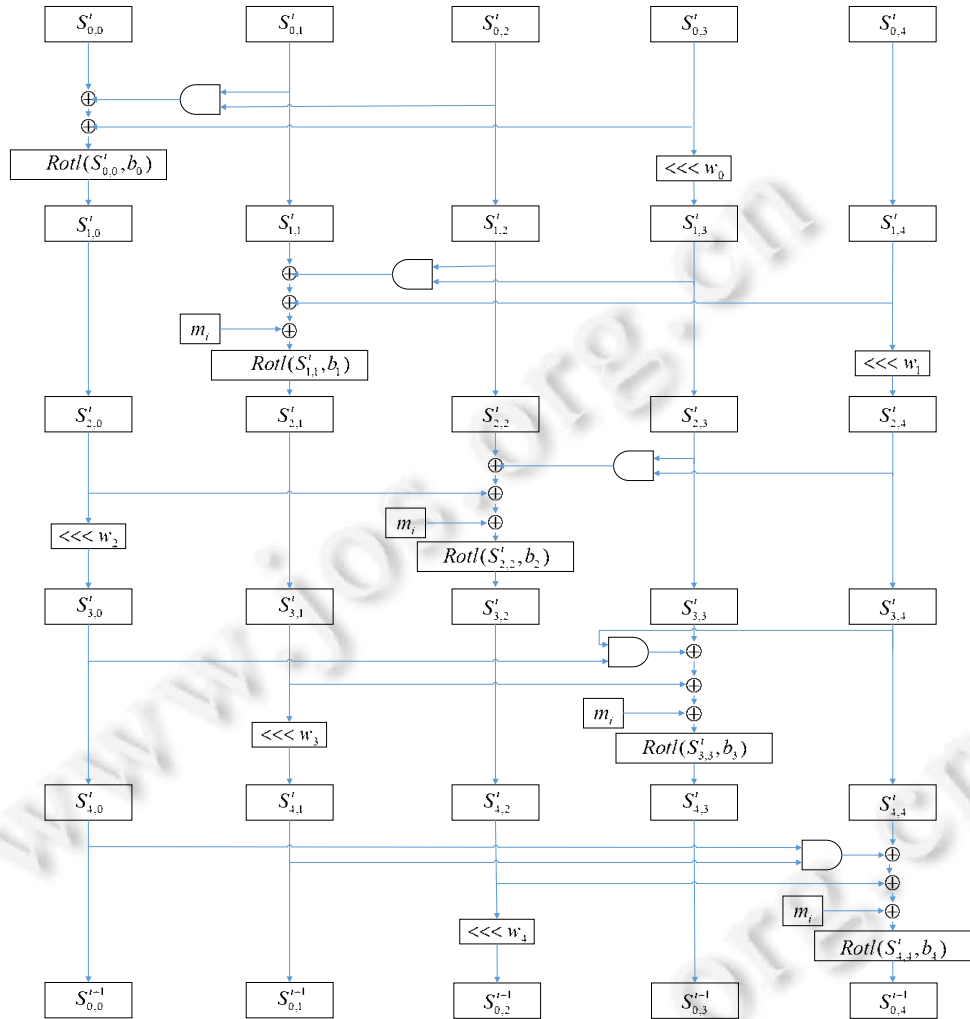 S^t_{0,0} S^t_{0,1} S^t_{0,2} S^t_{0,3} S^t_{0,4}
Rotl(S^t_{0,0},b_0) <<< w_0
S^t_{1,0} S^t_{1,1} S^t_{1,2} S^t_{1,3} S^t_{1,4}
m_i
Rotl(S^t_{1,1},b_1) <<< w_1
S^t_{2,0} S^t_{2,1} S^t_{2,2} S^t_{2,3} S^t_{2,4}
m_i
<<< w_2 Rotl(S^t_{2,2},b_2)
S^t_{3,0} S^t_{3,1} S^t_{3,2} S^t_{3,3} S^t_{3,4}
m_i
<<< w_3 Rotl(S^t_{3,3},b_3)
S^t_{4,0} S^t_{4,1} S^t_{4,2} S^t_{4,3} S^t_{4,4}
m_i
<<< w_4 Rotl(S^t_{4,4},b_4)
S^{t+1}_{0,0} S^{t+1}_{0,1} S^{t+1}_{0,2} S^{t+1}_{0,3} S^{t+1}_{0,4}
www.jos.org.cn
org.cn